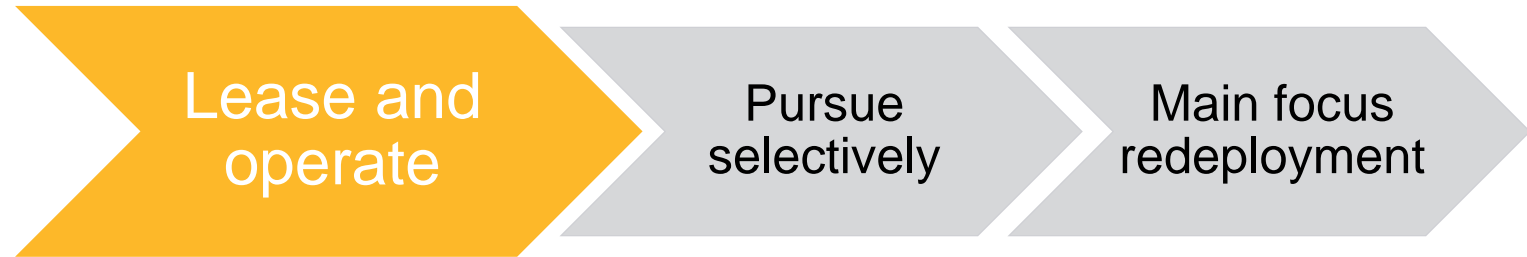 Lease and
operate
Pursue
selectively
Main focus
redeployment